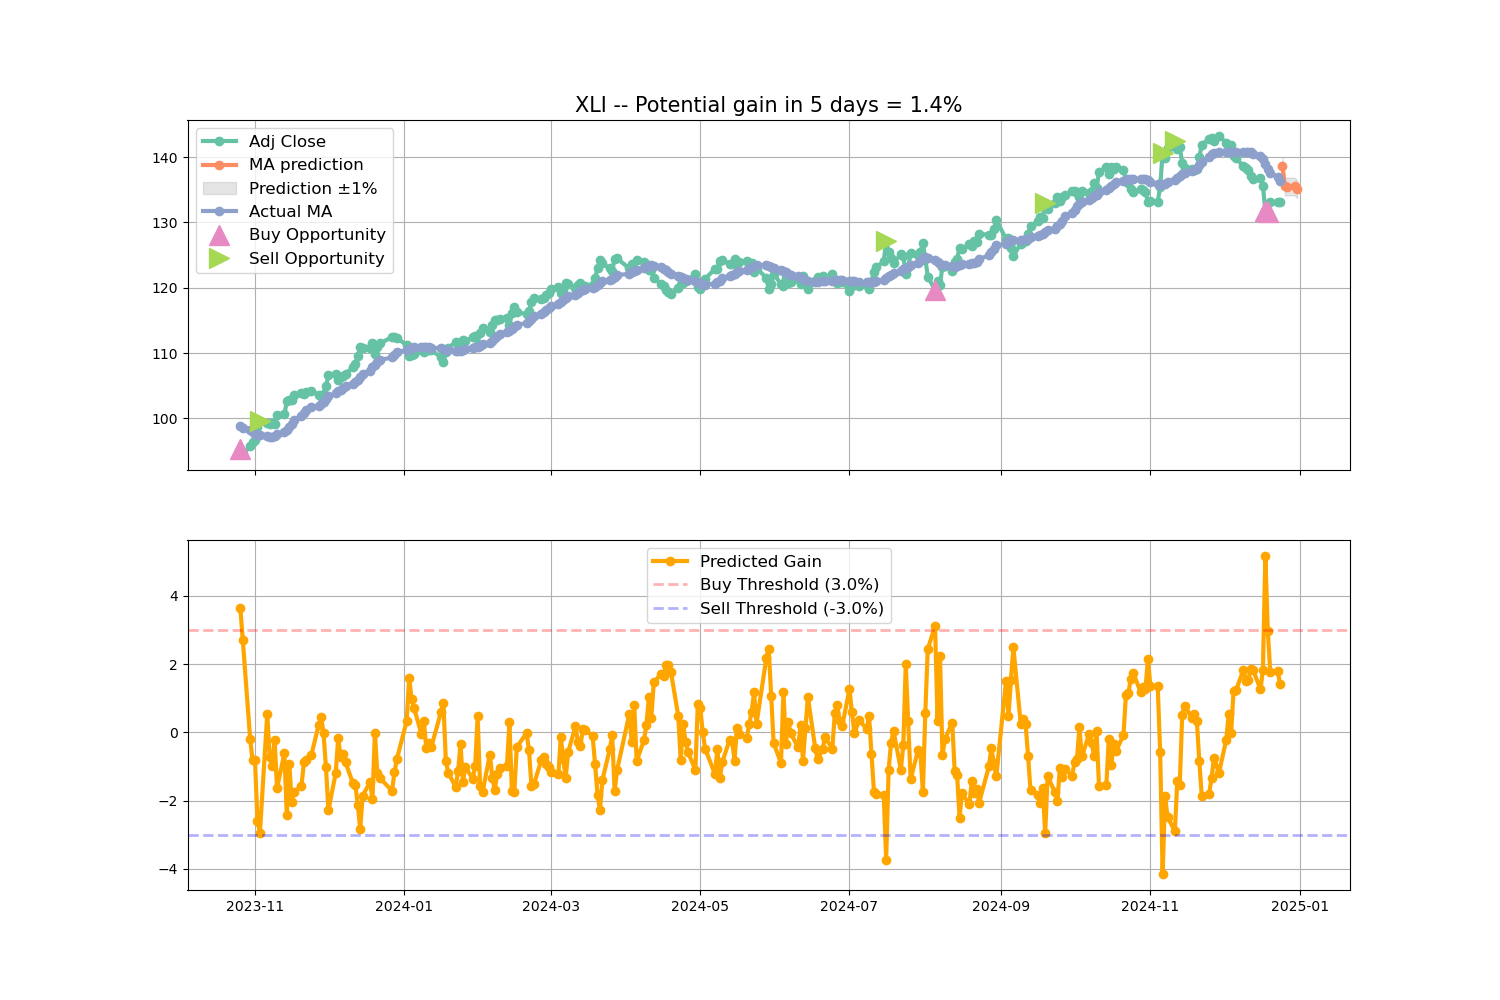 XLI -- Potential gain in 5 days = 1.4%
Adj Close
MA prediction
Prediction ±1%
Actual MA
Buy Opportunity
Sell Opportunity
140
130
120
110
100
Predicted Gain
Buy Threshold (3.0%)
Sell Threshold (-3.0%)
4
2
0
−2
−4
2023-11
2024-01
2024-03
2024-05
2024-07
2024-09
2024-11
2025-01